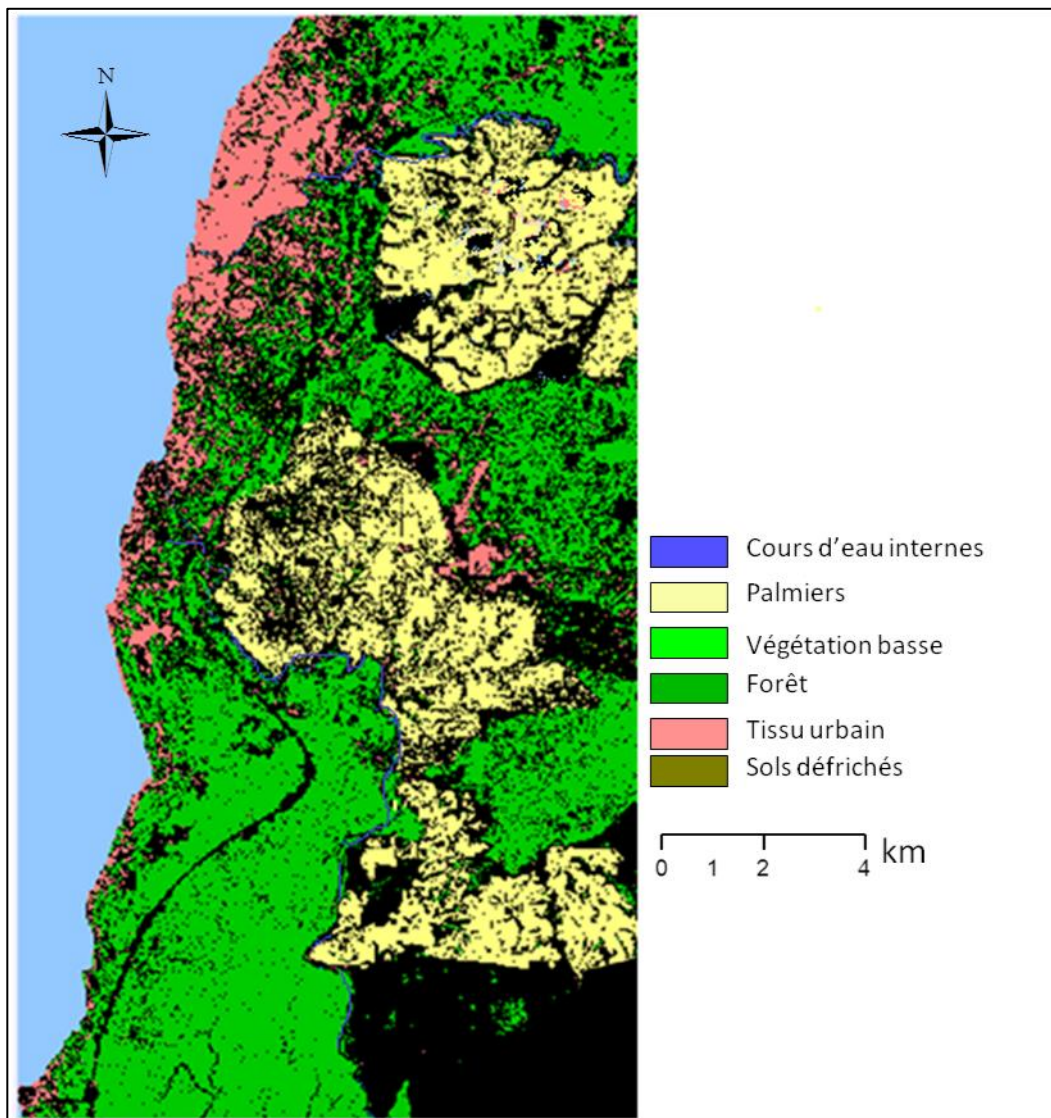 N
Cours d'eau internes
Palmiers
Végétation basse
Forêt
Tissu urbain
Sols défrichés
0 1 2 4 km